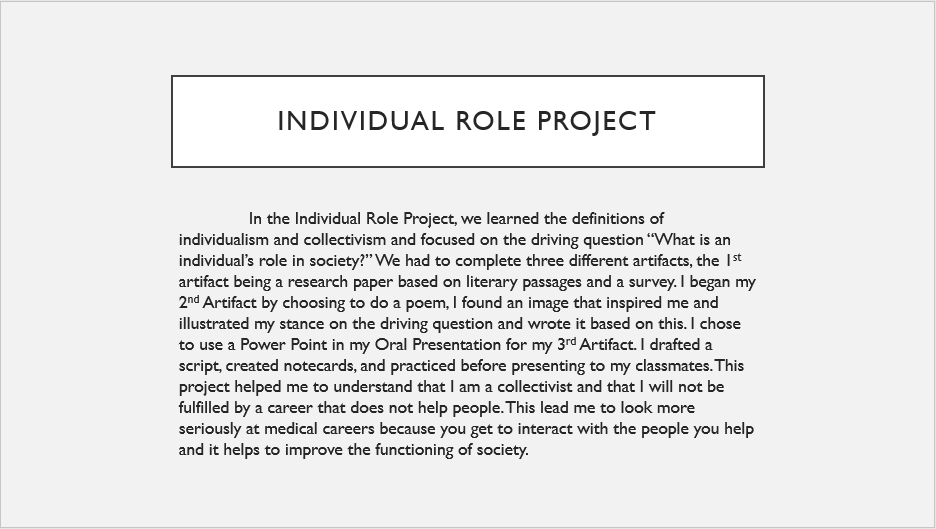 INDIVIDUAL ROLE PROJECT
In the Individual Role Project, we learned the definitions of
individualism and collectivism and focused on the driving question “What is an
individual’s role in society?” We had to complete three different artifacts, the 1st
artifact being a research paper based on literary passages and a survey. I began my
2nd Artifact by choosing to do a poem, I found an image that inspired me and
illustrated my stance on the driving question and wrote it based on this. I chose
to use a Power Point in my Oral Presentation for my 3rd Artifact. I drafted a
script, created notecards, and practiced before presenting to my classmates. This
project helped me to understand that I am a collectivist and that I will not be
fulfilled by a career that does not help people. This lead me to look more
seriously at medical careers because you get to interact with the people you help
and it helps to improve the functioning of society.